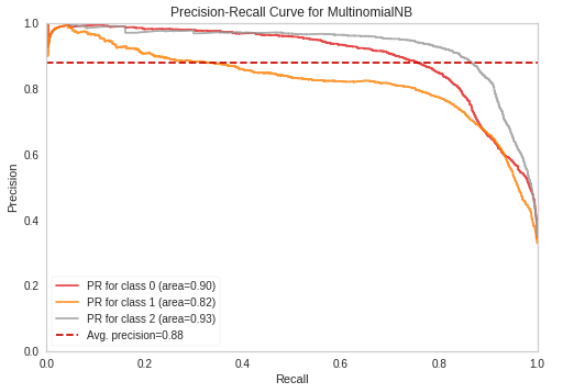 Precision-Recall Curve for MultinomialNB
1.0
0.8
0.6
0.4
0.2
0.0
Precision
PR for class 0 (area=0.90)
PR for class 1 (area=0.82)
PR for class 2 (area=0.93)
Avg. precision=0.88
0.0 0.2 0.4 0.6 0.8 1.0
Recall